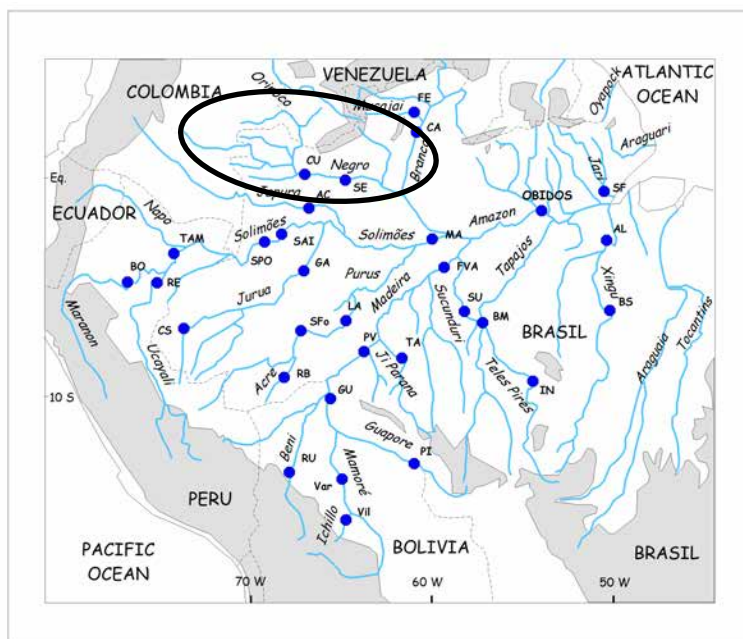 VENEZUELA
ATLANTIC
OCEAN
COLOMBIA
Orinoco
Mucajai
FE
CA
Branco
Oyapock
Araguari
Jari
SF
Eq.
CU
Negro
SE
Japura
AC
OBIDOS
Amazon
ECUADOR
Napo
TAM
Solimões
SPO
SAI
Solimões
MA
AL
BO
RE
GA
Purus
Madeira
FVA
Tapajos
Xingu
Maranon
Jurua
CS
SFo
LA
PV
TA
Sucunduri
SU
BM
BS
BRASIL
Ucayali
Acre
RB
Ji Parana
Teles Pires
IN
Araguaia
Tocantins
10 S
GU
Guapore
PI
Beni
RU
Mamoré
Var
Ichillo
Vil
PERU
PACIFIC
OCEAN
BOLIVIA
BRASIL
70 W
60 W
50 W